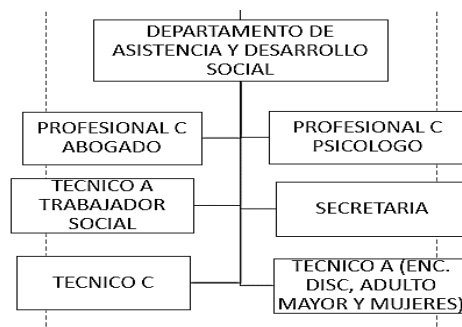 DEPARTAMENTO DE
ASISTENCIA Y DESARROLLO
SOCIAL
PROFESIONAL C
ABOGADO
PROFESIONAL C
PSICOLOGO
TECNICO A
TRABAJADOR
SOCIAL
SECRETARIA
TECNICO C
TECNICO A (ENC.
DISC, ADULTO
MAYOR Y MUJERES)